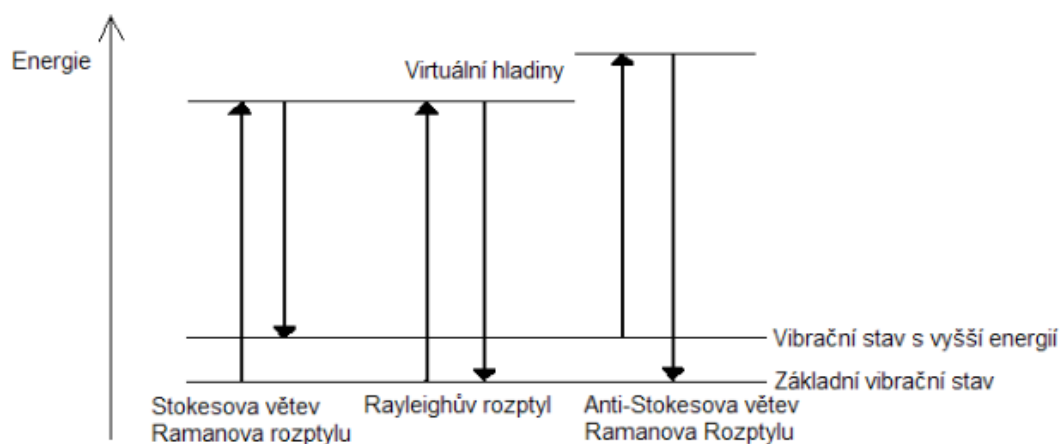 Energie
Virtuální hladiny
Vibrační stav s vyšší energií
Základní vibrační stav
Stokesova větev
Ramanova rozptylu
Rayleighův rozptyl
Anti-Stokesova větev
Ramanova Rozptylu